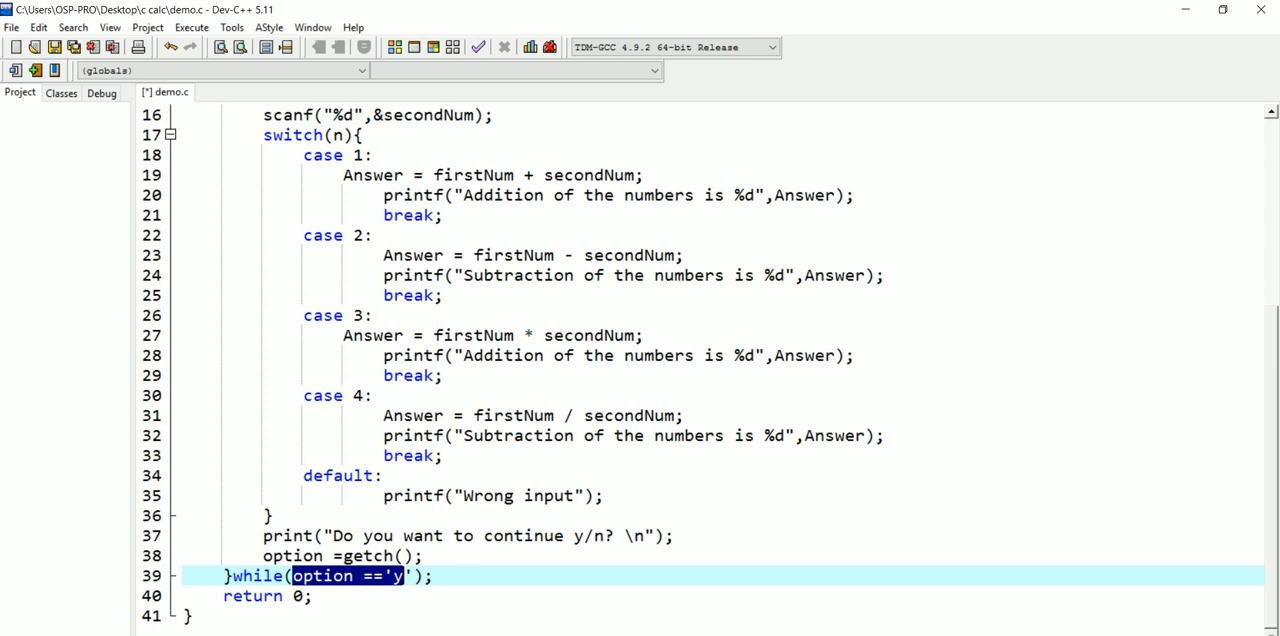 C:\Users\OSP-PRO\Desktop\c calc\demo.c - Dev-C++ 5.11
File Edit Search View Project Execute Tools AStyle Window Help
TDM-GCC 4.9.2 64-bit Release
(globals)
Project Classes Debug [*] demo.c
16 scanf("%d",&secondNum);
17 switch(n){
18 case 1:
19 Answer = firstNum + secondNum;
20 printf("Addition of the numbers is %d",Answer);
21 break;
22 case 2:
23 Answer = firstNum - secondNum;
24 printf("Subtraction of the numbers is %d",Answer);
25 break;
26 case 3:
27 Answer = firstNum * secondNum;
28 printf("Addition of the numbers is %d",Answer);
29 break;
30 case 4:
31 Answer = firstNum / secondNum;
32 printf("Subtraction of the numbers is %d",Answer);
33 break;
34 default:
35 printf("Wrong input");
36 }
37 print("Do you want to continue y/n? \n");
38 option =getch();
39 }while(option =='y');
40 return 0;
41 }